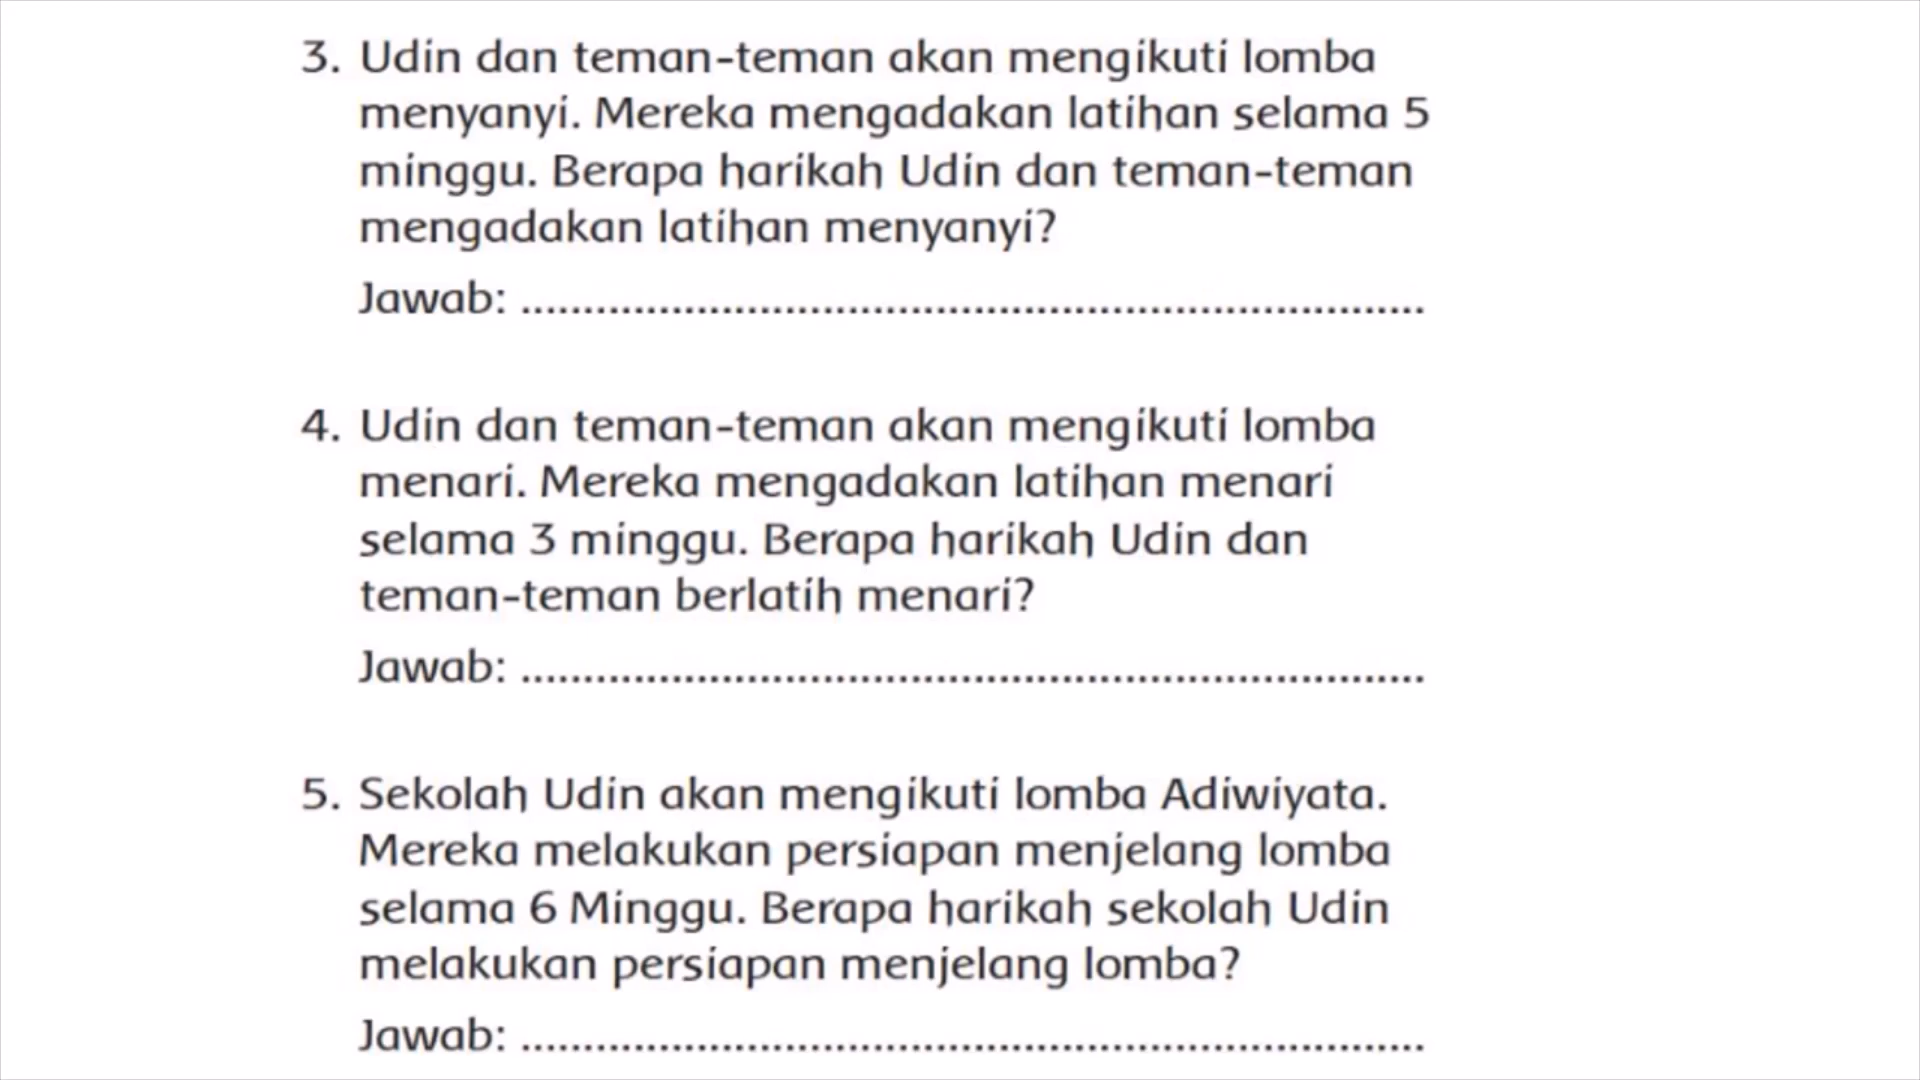 3. Udin dan teman-teman akan mengikuti lomba
menyanyi. Mereka mengadakan latihan selama 5
minggu. Berapa harikah Udin dan teman-teman
mengadakan latihan menyanyi?
Jawab: ........................................................................
4. Udin dan teman-teman akan mengikuti lomba
menari. Mereka mengadakan latihan menari
selama 3 minggu. Berapa harikah Udin dan
teman-teman berlatih menari?
Jawab: ........................................................................
5. Sekolah Udin akan mengikuti lomba Adiwiyata.
Mereka melakukan persiapan menjelang lomba
selama 6 Minggu. Berapa harikah sekolah Udin
melakukan persiapan menjelang lomba?
Jawab: ........................................................................